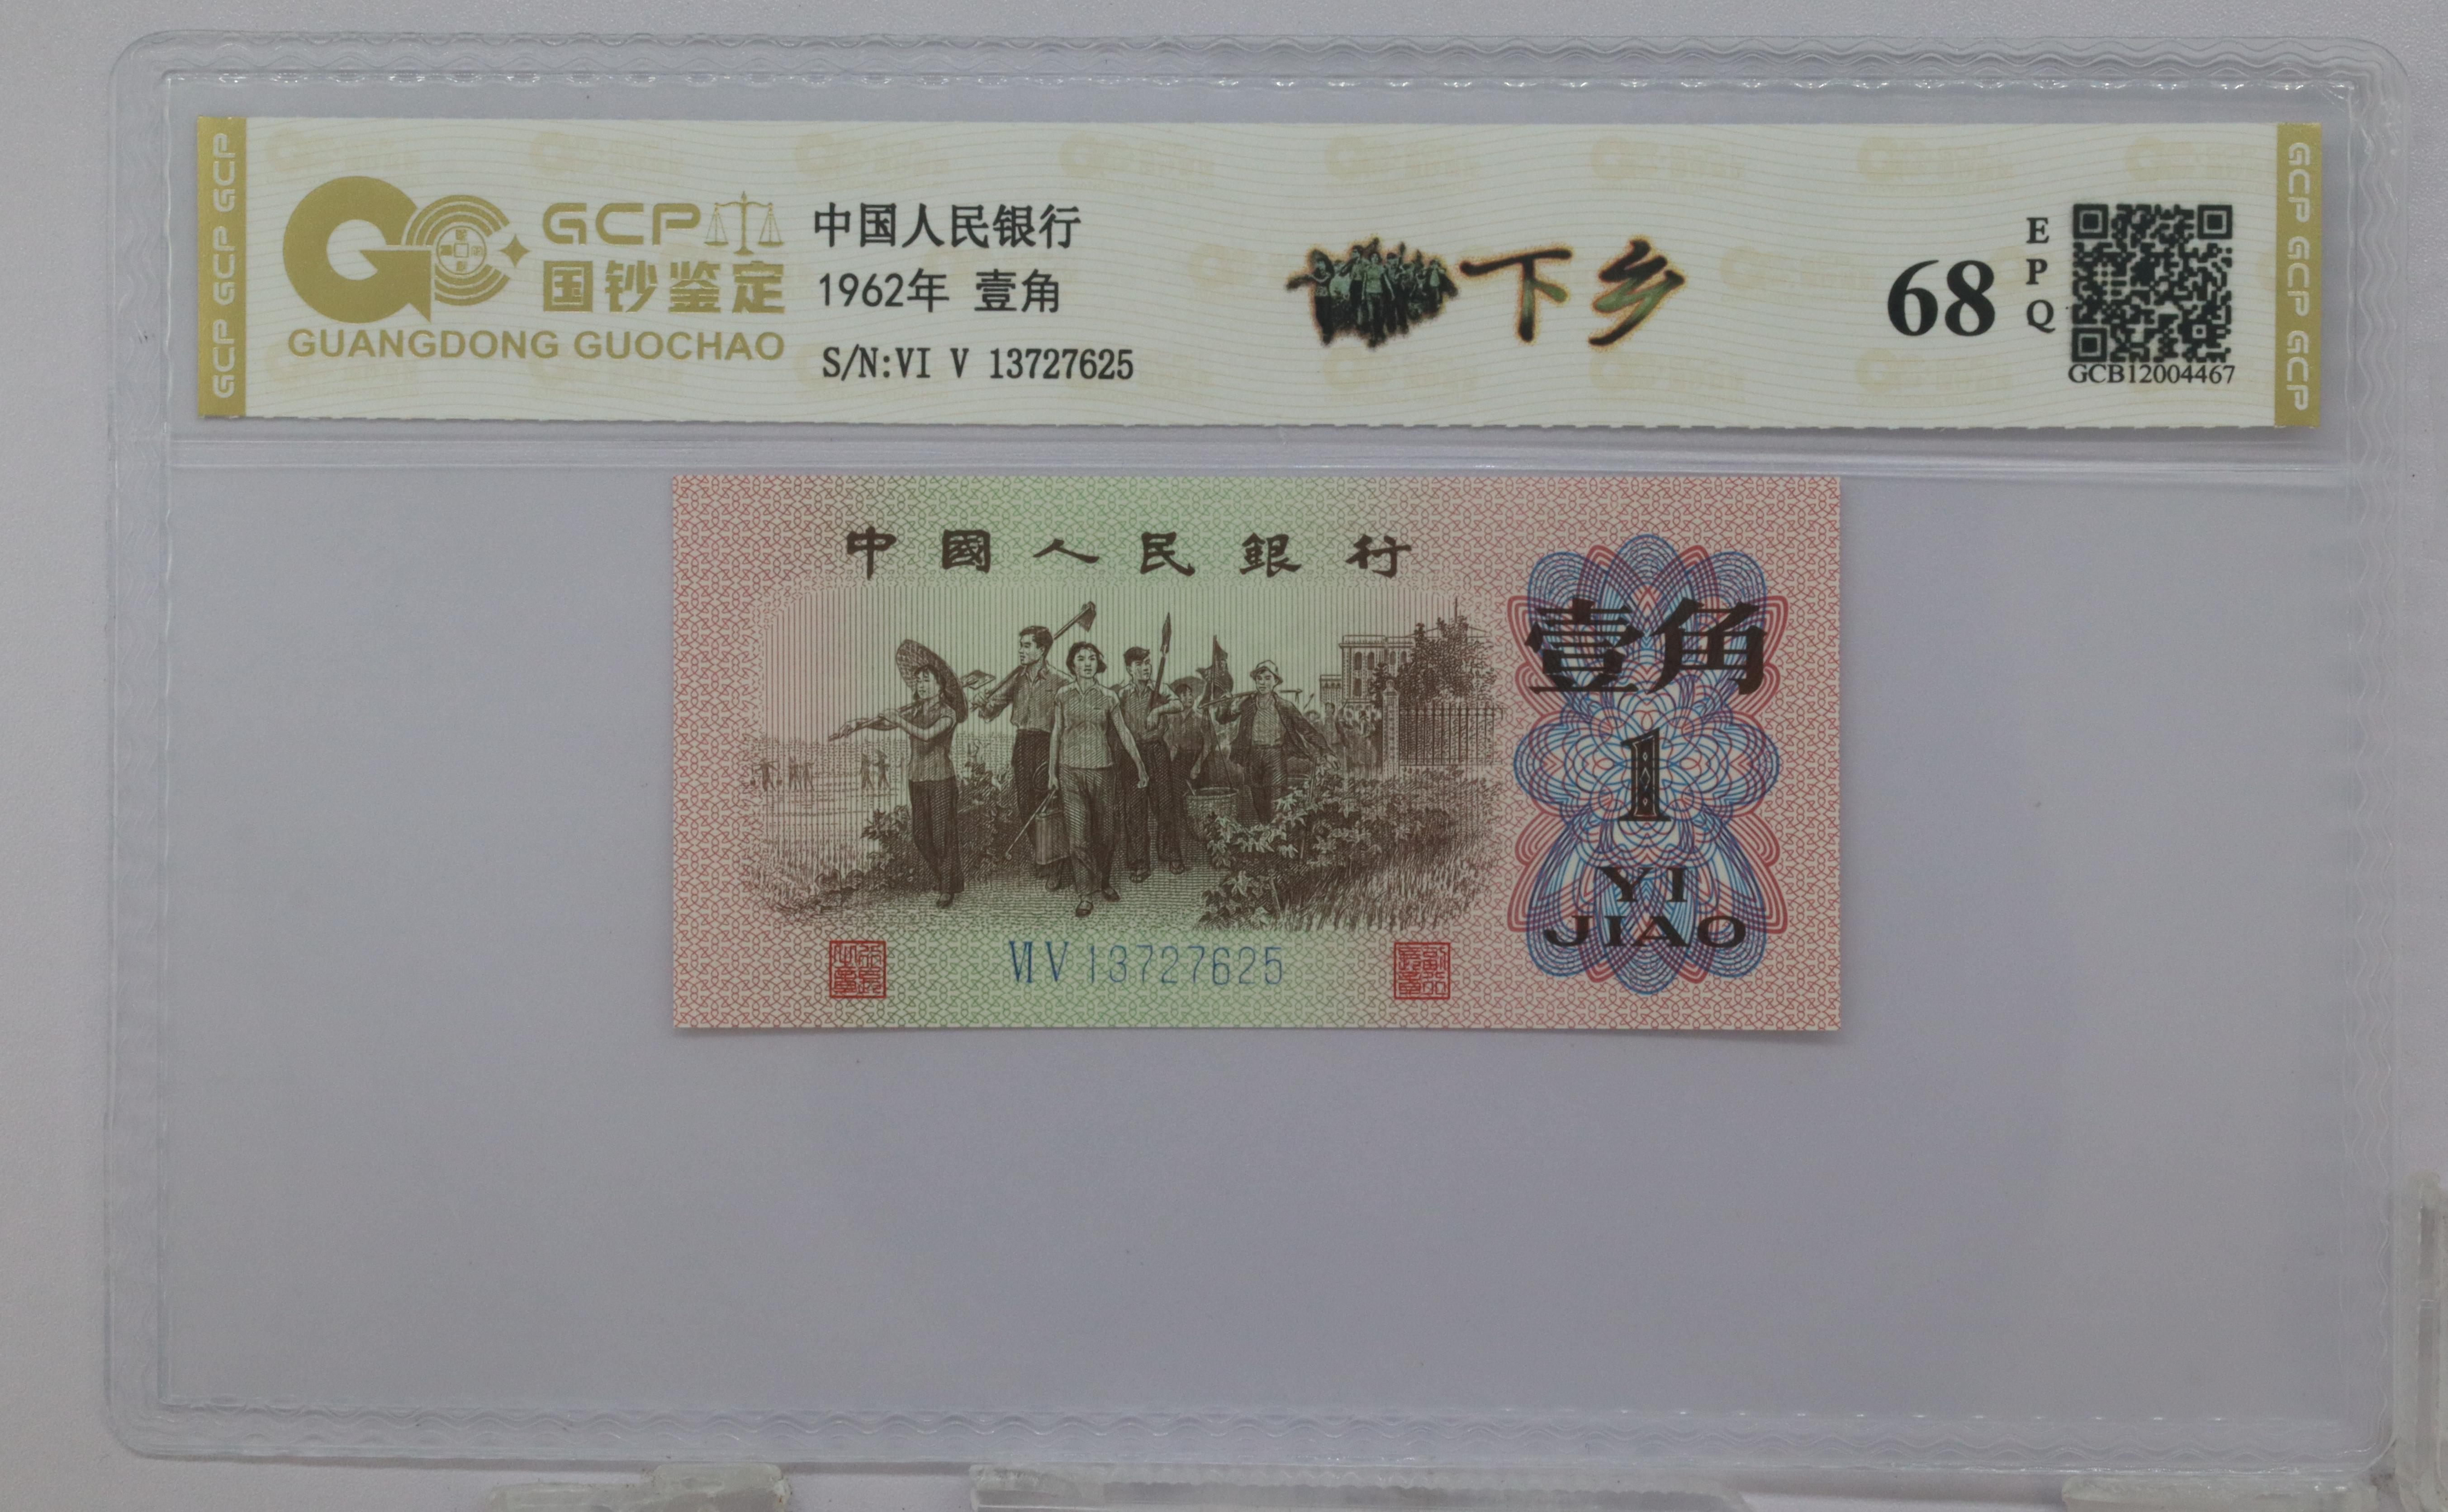 GCP GCP GCP
GCP
国钞鉴定
GUANGDONG GUOCHAO
中国人民银行
1962年 壹角
S/N:VI V 13727625
下乡
68
E
P
Q
GCB12004467
GCP GCP GCP
中國人民銀行
壹角
1
YI
JIAO
VI V 13727625